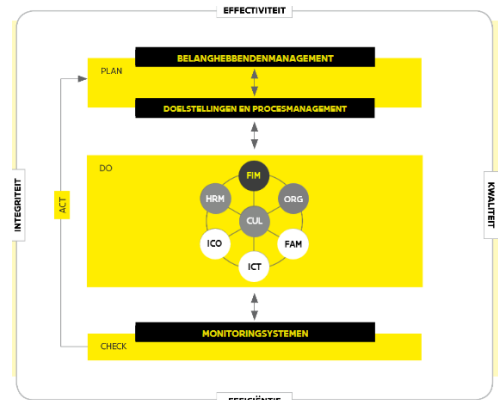 EFFECTIVITEIT
BELANGHEBBENDENMANAGEMENT
PLAN
DOELSTELLINGEN EN PROCESMANAGEMENT
DO
FIM
HRM
ORG
CUL
ICO
FAM
ICT
INTEGRITEIT
ACT
KWALITEIT
MONITORINGSYSTEMEN
CHECK
EFFICIËNTIE